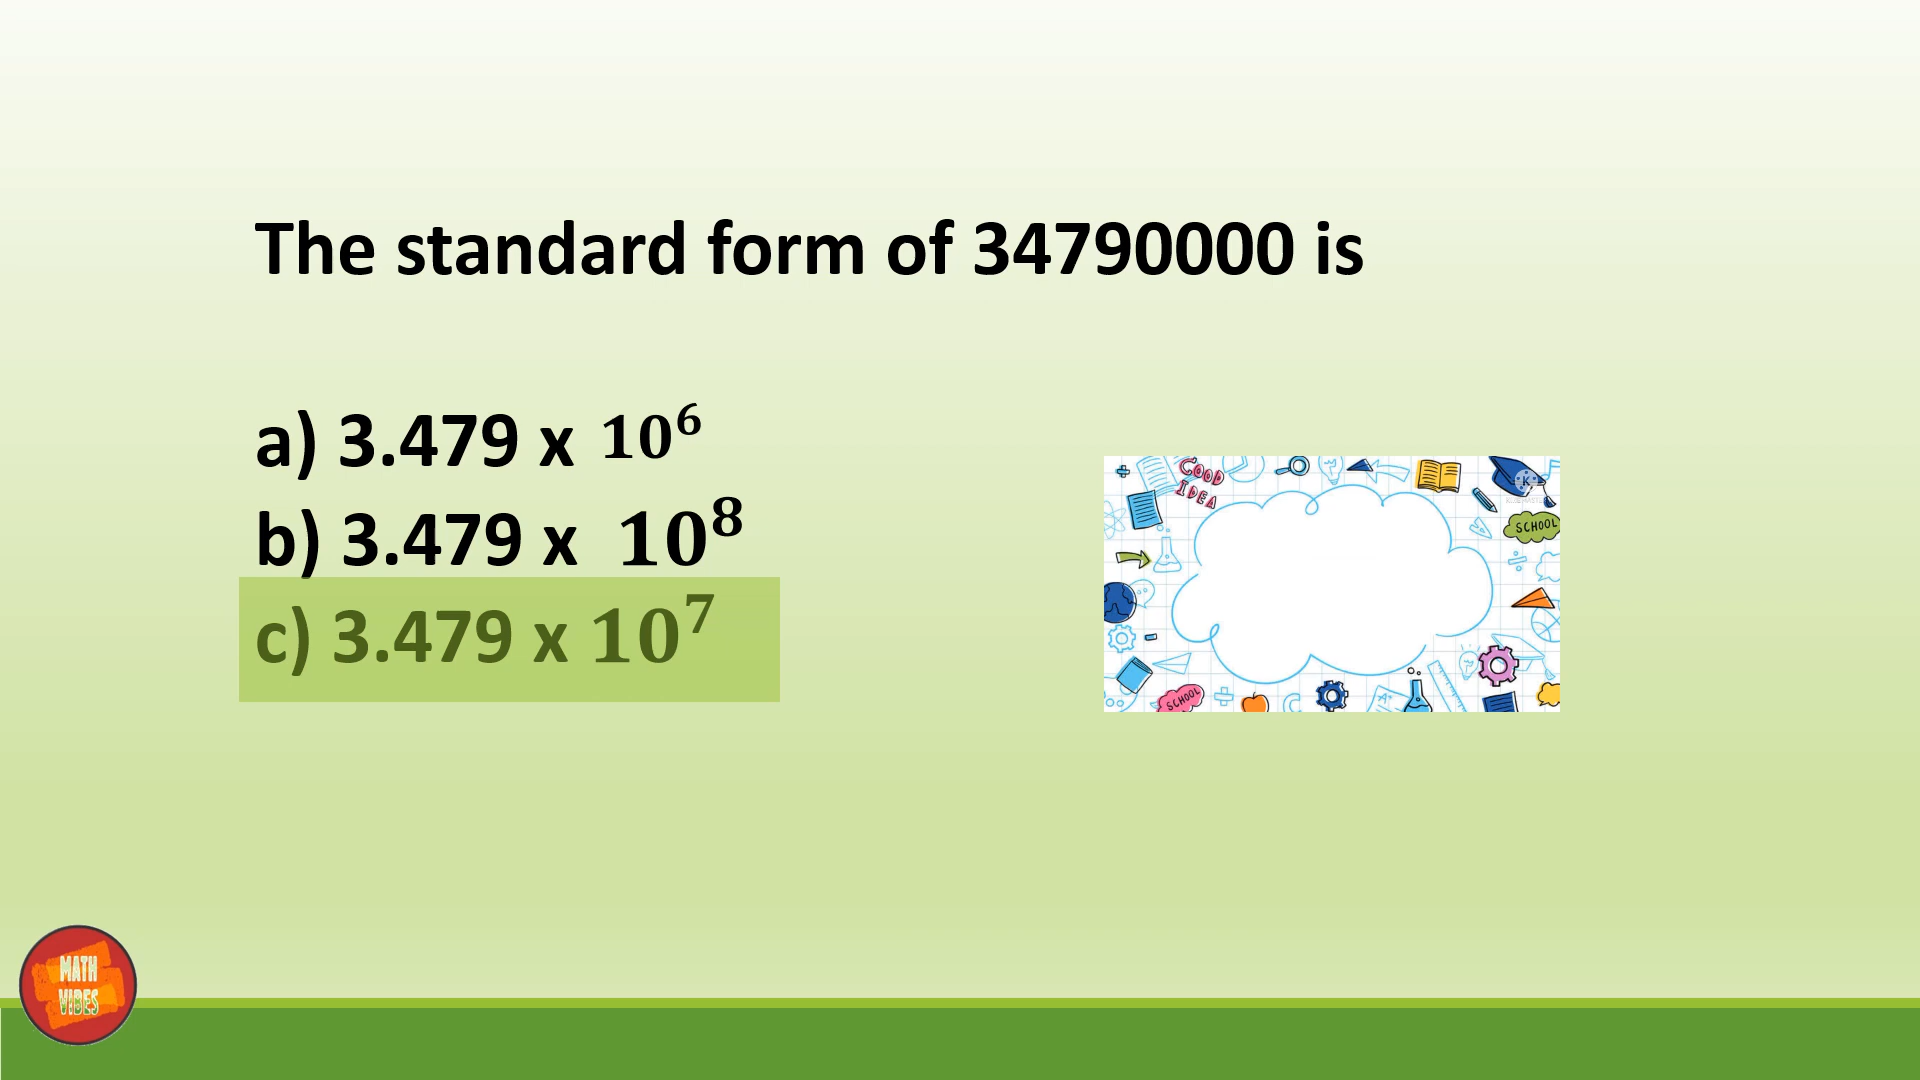 The standard form of 34790000 is
a) 3.479 x 10⁶
b) 3.479 x 10⁸
c) 3.479 x 10⁷
GOOD
IDEA
SCHOOL
SCHOOL
MATH
VIBES